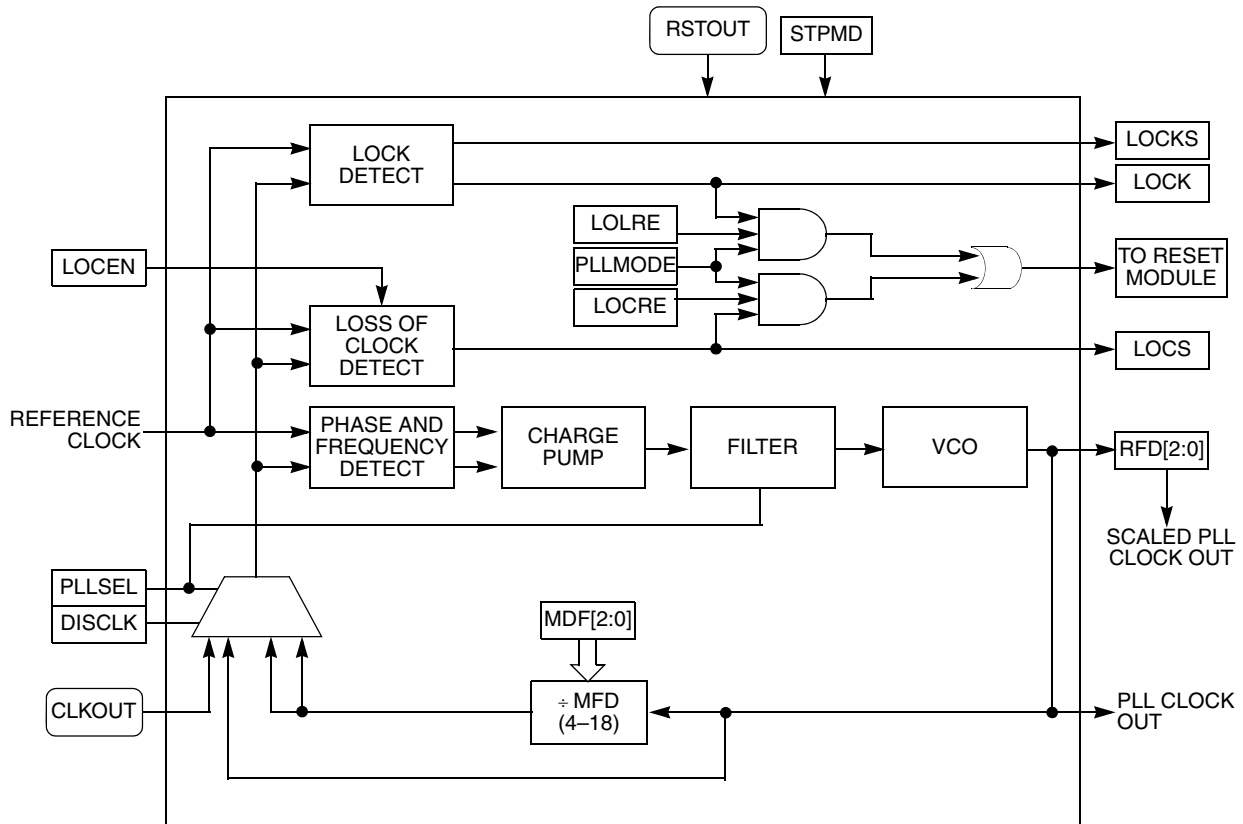 RSTOUT
STPMD
LOCK
DETECT
LOCKS
LOCK
LOLRE
PLLMODE
LOCRE
TO RESET
MODULE
LOCEN
LOSS OF
CLOCK
DETECT
LOCS
REFERENCE
CLOCK
PHASE AND
FREQUENCY
DETECT
CHARGE
PUMP
FILTER
VCO
RFD[2:0]
SCALED PLL
CLOCK OUT
PLLSEL
DISCLK
MDF[2:0]
CLKOUT
÷ MFD
(4–18)
PLL CLOCK
OUT